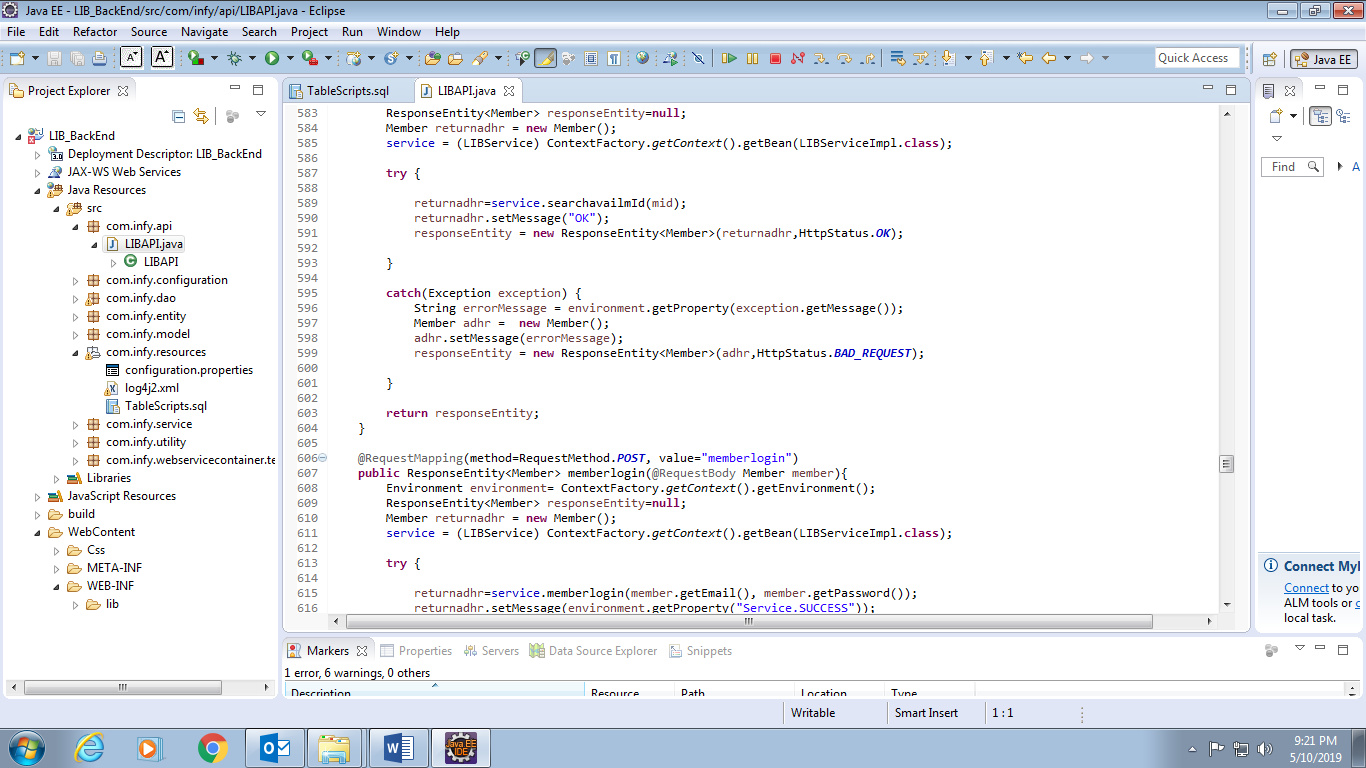 Java EE - LIB_BackEnd/src/com/infy/api/LIBAPI.java - Eclipse
File Edit Refactor Source Navigate Search Project Run Window Help
Quick Access
Java EE
Project Explorer
LIB_BackEnd
Deployment Descriptor: LIB_BackEnd
JAX-WS Web Services
Java Resources
src
com.infy.api
LIBAPI.java
LIBAPI
com.infy.configuration
com.infy.dao
com.infy.entity
com.infy.model
com.infy.resources
configuration.properties
log4j2.xml
TableScripts.sql
com.infy.service
com.infy.utility
com.infy.webservicecontainer.te
Libraries
JavaScript Resources
build
WebContent
Css
META-INF
WEB-INF
lib
TableScripts.sql LIBAPI.java
583 ResponseEntity<Member> responseEntity=null;
584 Member returnadhr = new Member();
585 service = (LIBService) ContextFactory.getContext().getBean(LIBServiceImpl.class);
586
587 try {
588
589 returnadhr=service.searchavailmId(mid);
590 returnadhr.setMessage("OK");
591 responseEntity = new ResponseEntity<Member>(returnadhr,HttpStatus.OK);
592
593 }
594
595 catch(Exception exception) {
596 String errorMessage = environment.getProperty(exception.getMessage());
597 Member adhr =  new Member();
598 adhr.setMessage(errorMessage);
599 responseEntity = new ResponseEntity<Member>(adhr,HttpStatus.BAD_REQUEST);
600
601 }
602
603 return responseEntity;
604 }
605
606 @RequestMapping(method=RequestMethod.POST, value="memberlogin")
607 public ResponseEntity<Member> memberlogin(@RequestBody Member member){
608 Environment environment= ContextFactory.getContext().getEnvironment();
609 ResponseEntity<Member> responseEntity=null;
610 Member returnadhr = new Member();
611 service = (LIBService) ContextFactory.getContext().getBean(LIBServiceImpl.class);
612
613 try {
614
615 returnadhr=service.memberlogin(member.getEmail(), member.getPassword());
616 returnadhr.setMessage(environment.getProperty("Service.SUCCESS"));
Find A
Connect Myl
Connect to yo
ALM tools or c
local task.
Markers Properties Servers Data Source Explorer Snippets
1 error, 6 warnings, 0 others
Description Resource Path Location Type
Writable Smart Insert 1 : 1
9:21 PM
5/10/2019